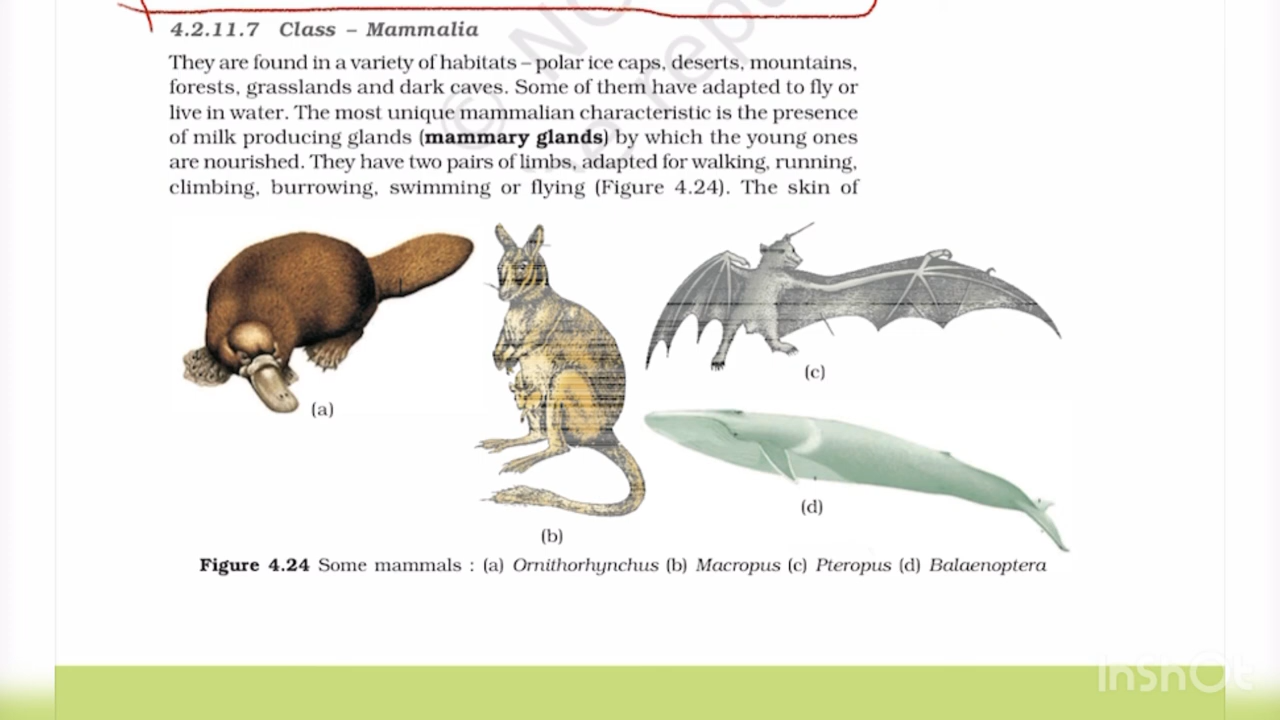 4.2.11.7 Class – Mammalia
They are found in a variety of habitats – polar ice caps, deserts, mountains,
forests, grasslands and dark caves. Some of them have adapted to fly or
live in water. The most unique mammalian characteristic is the presence
of milk producing glands (mammary glands) by which the young ones
are nourished. They have two pairs of limbs, adapted for walking, running,
climbing, burrowing, swimming or flying (Figure 4.24). The skin of
(a)
(b)
(c)
(d)
Figure 4.24 Some mammals : (a) Ornithorhynchus (b) Macropus (c) Pteropus (d) Balaenoptera
InShOt